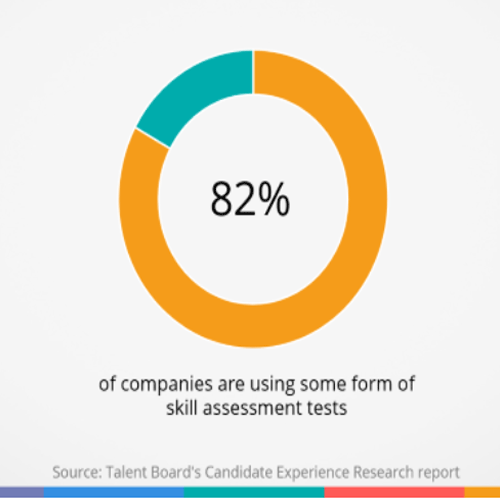 82%
of companies are using some form of
skill assessment tests
Source: Talent Board's Candidate Experience Research report